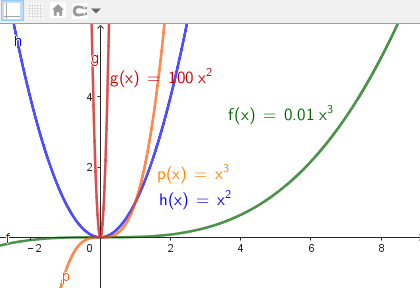 h
g
g(x) = 100 x²
4
f(x) = 0.01 x³
2
p(x) = x³
h(x) = x²
f
−2 0 2 4 6 8
p